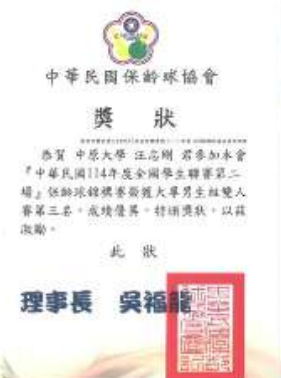 中華民國保齡球協會
獎 狀
恭賀 中原大學 汪志剛 君參加本會
『中華民國114年度全國學生聯賽第二
場』保齡球錦標賽榮獲大專男生組雙人
賽第三名,成績優異,特頒獎狀,以茲
激勵。
此 狀
理事長 吳福龍